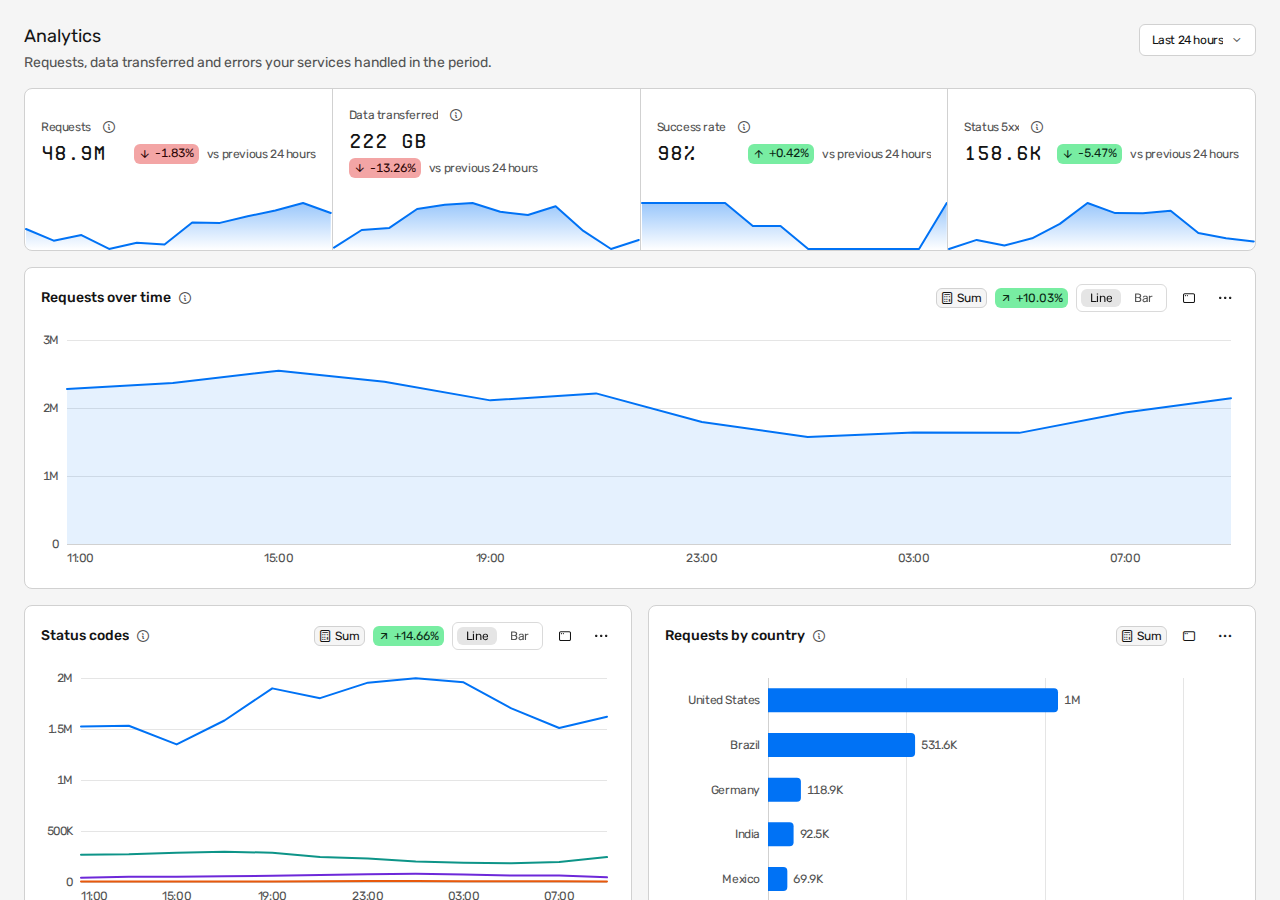 Analytics
Requests, data transferred and errors your services handled in the period.
Last 24 hours
Requests
48.9M
-1.83%
vs previous 24 hours
Data transferred
222 GB
-13.26%
vs previous 24 hours
Success rate
98%
+0.42%
vs previous 24 hours
Status 5xx
158.6K
-5.47%
vs previous 24 hours
Requests over time
Sum
+10.03%
Line
Bar
3M
2M
1M
0
11:00
15:00
19:00
23:00
03:00
07:00
Status codes
Sum
+14.66%
Line
Bar
2M
1.5M
1M
500K
0
11:00
15:00
19:00
23:00
03:00
07:00
Requests by country
Sum
United States
1M
Brazil
531.6K
Germany
118.9K
India
92.5K
Mexico
69.9K